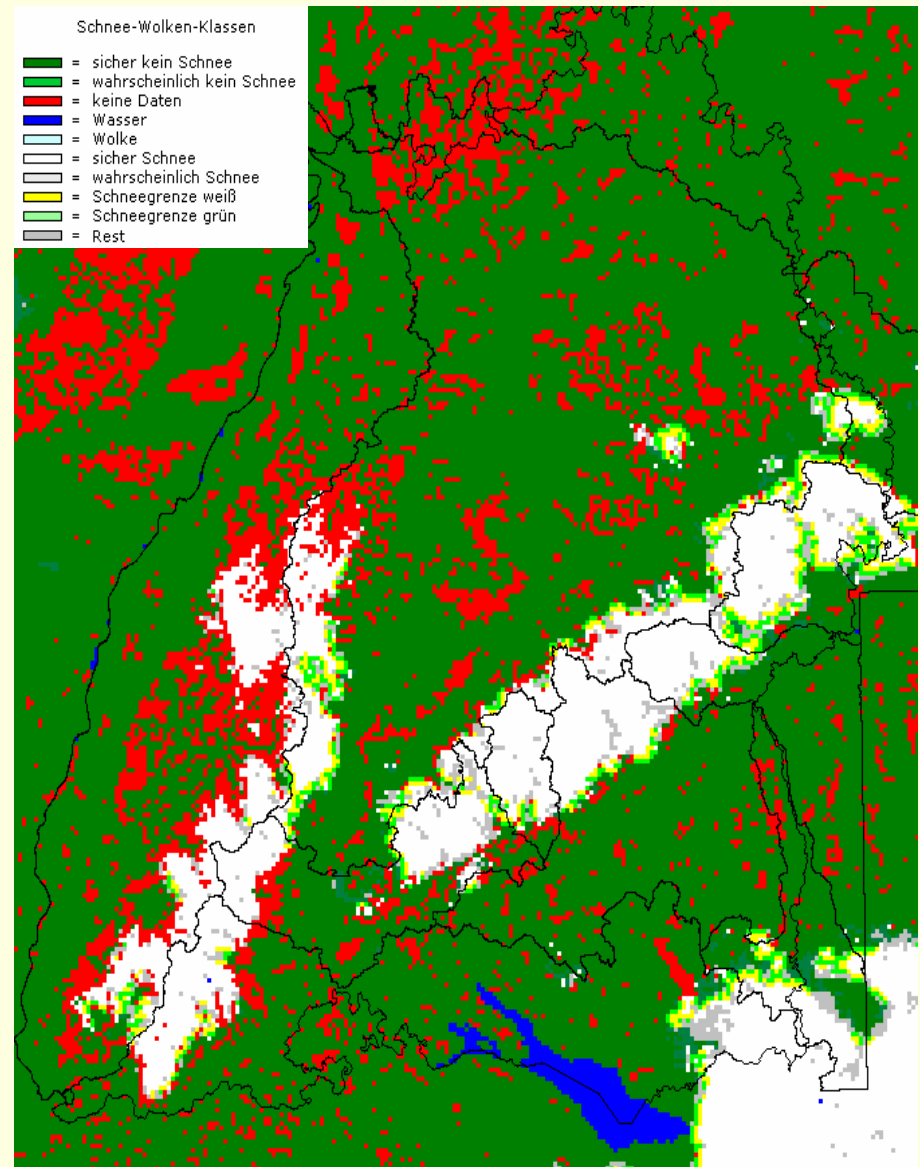 Schnee-Wolken-Klassen
= sicher kein Schnee
= wahrscheinlich kein Schnee
= keine Daten
= Wasser
= Wolke
= sicher Schnee
= wahrscheinlich Schnee
= Schneegrenze weiß
= Schneegrenze grün
= Rest